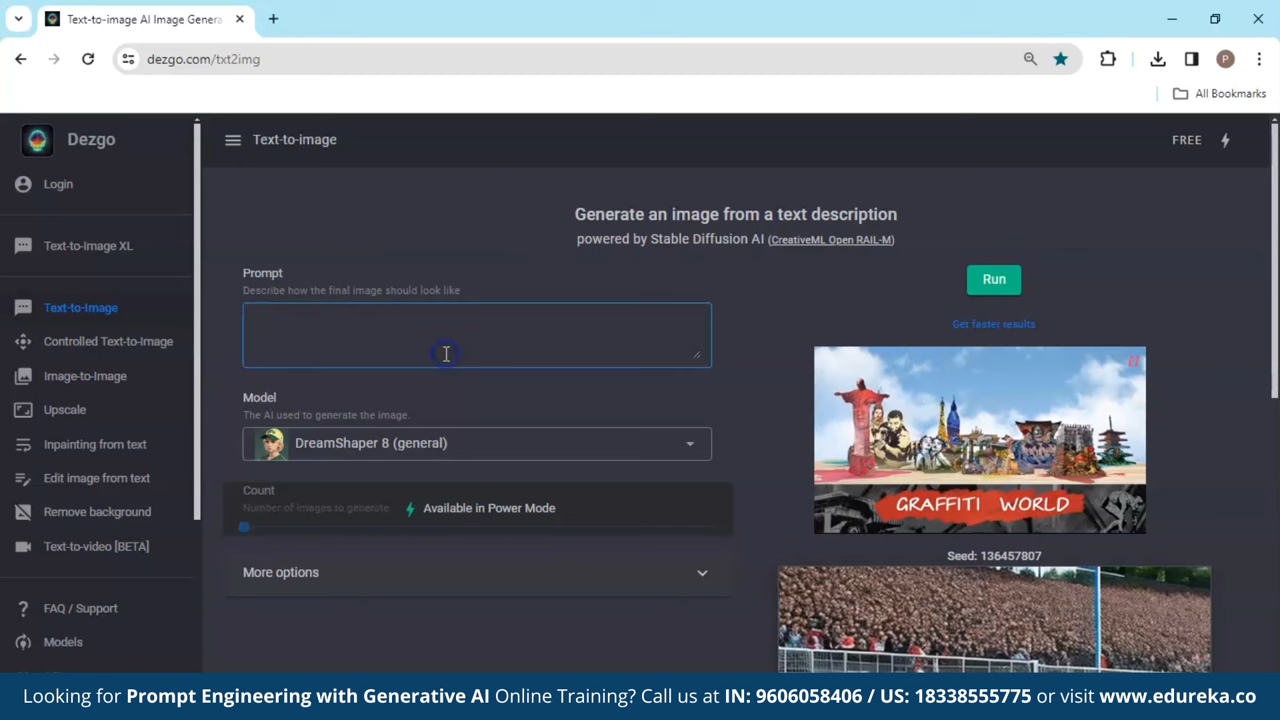 Text-to-image AI Image Genera
dezgo.com/txt2img
P
All Bookmarks
Dezgo
Text-to-image
FREE
Login
Text-to-Image XL
Text-to-Image
Controlled Text-to-Image
Image-to-Image
Upscale
Inpainting from text
Edit image from text
Remove background
Text-to-video [BETA]
FAQ / Support
Models
Generate an image from a text description
powered by Stable Diffusion AI (CreativeML Open RAIL-M)
Prompt
Describe how the final image should look like
Run
Get faster results
Model
The AI used to generate the image.
DreamShaper 8 (general)
Count
Number of images to generate
Available in Power Mode
More options
GRAFFITI WORLD
Seed: 136457807
Looking for Prompt Engineering with Generative AI Online Training? Call us at IN: 9606058406 / US: 18338555775 or visit www.edureka.co